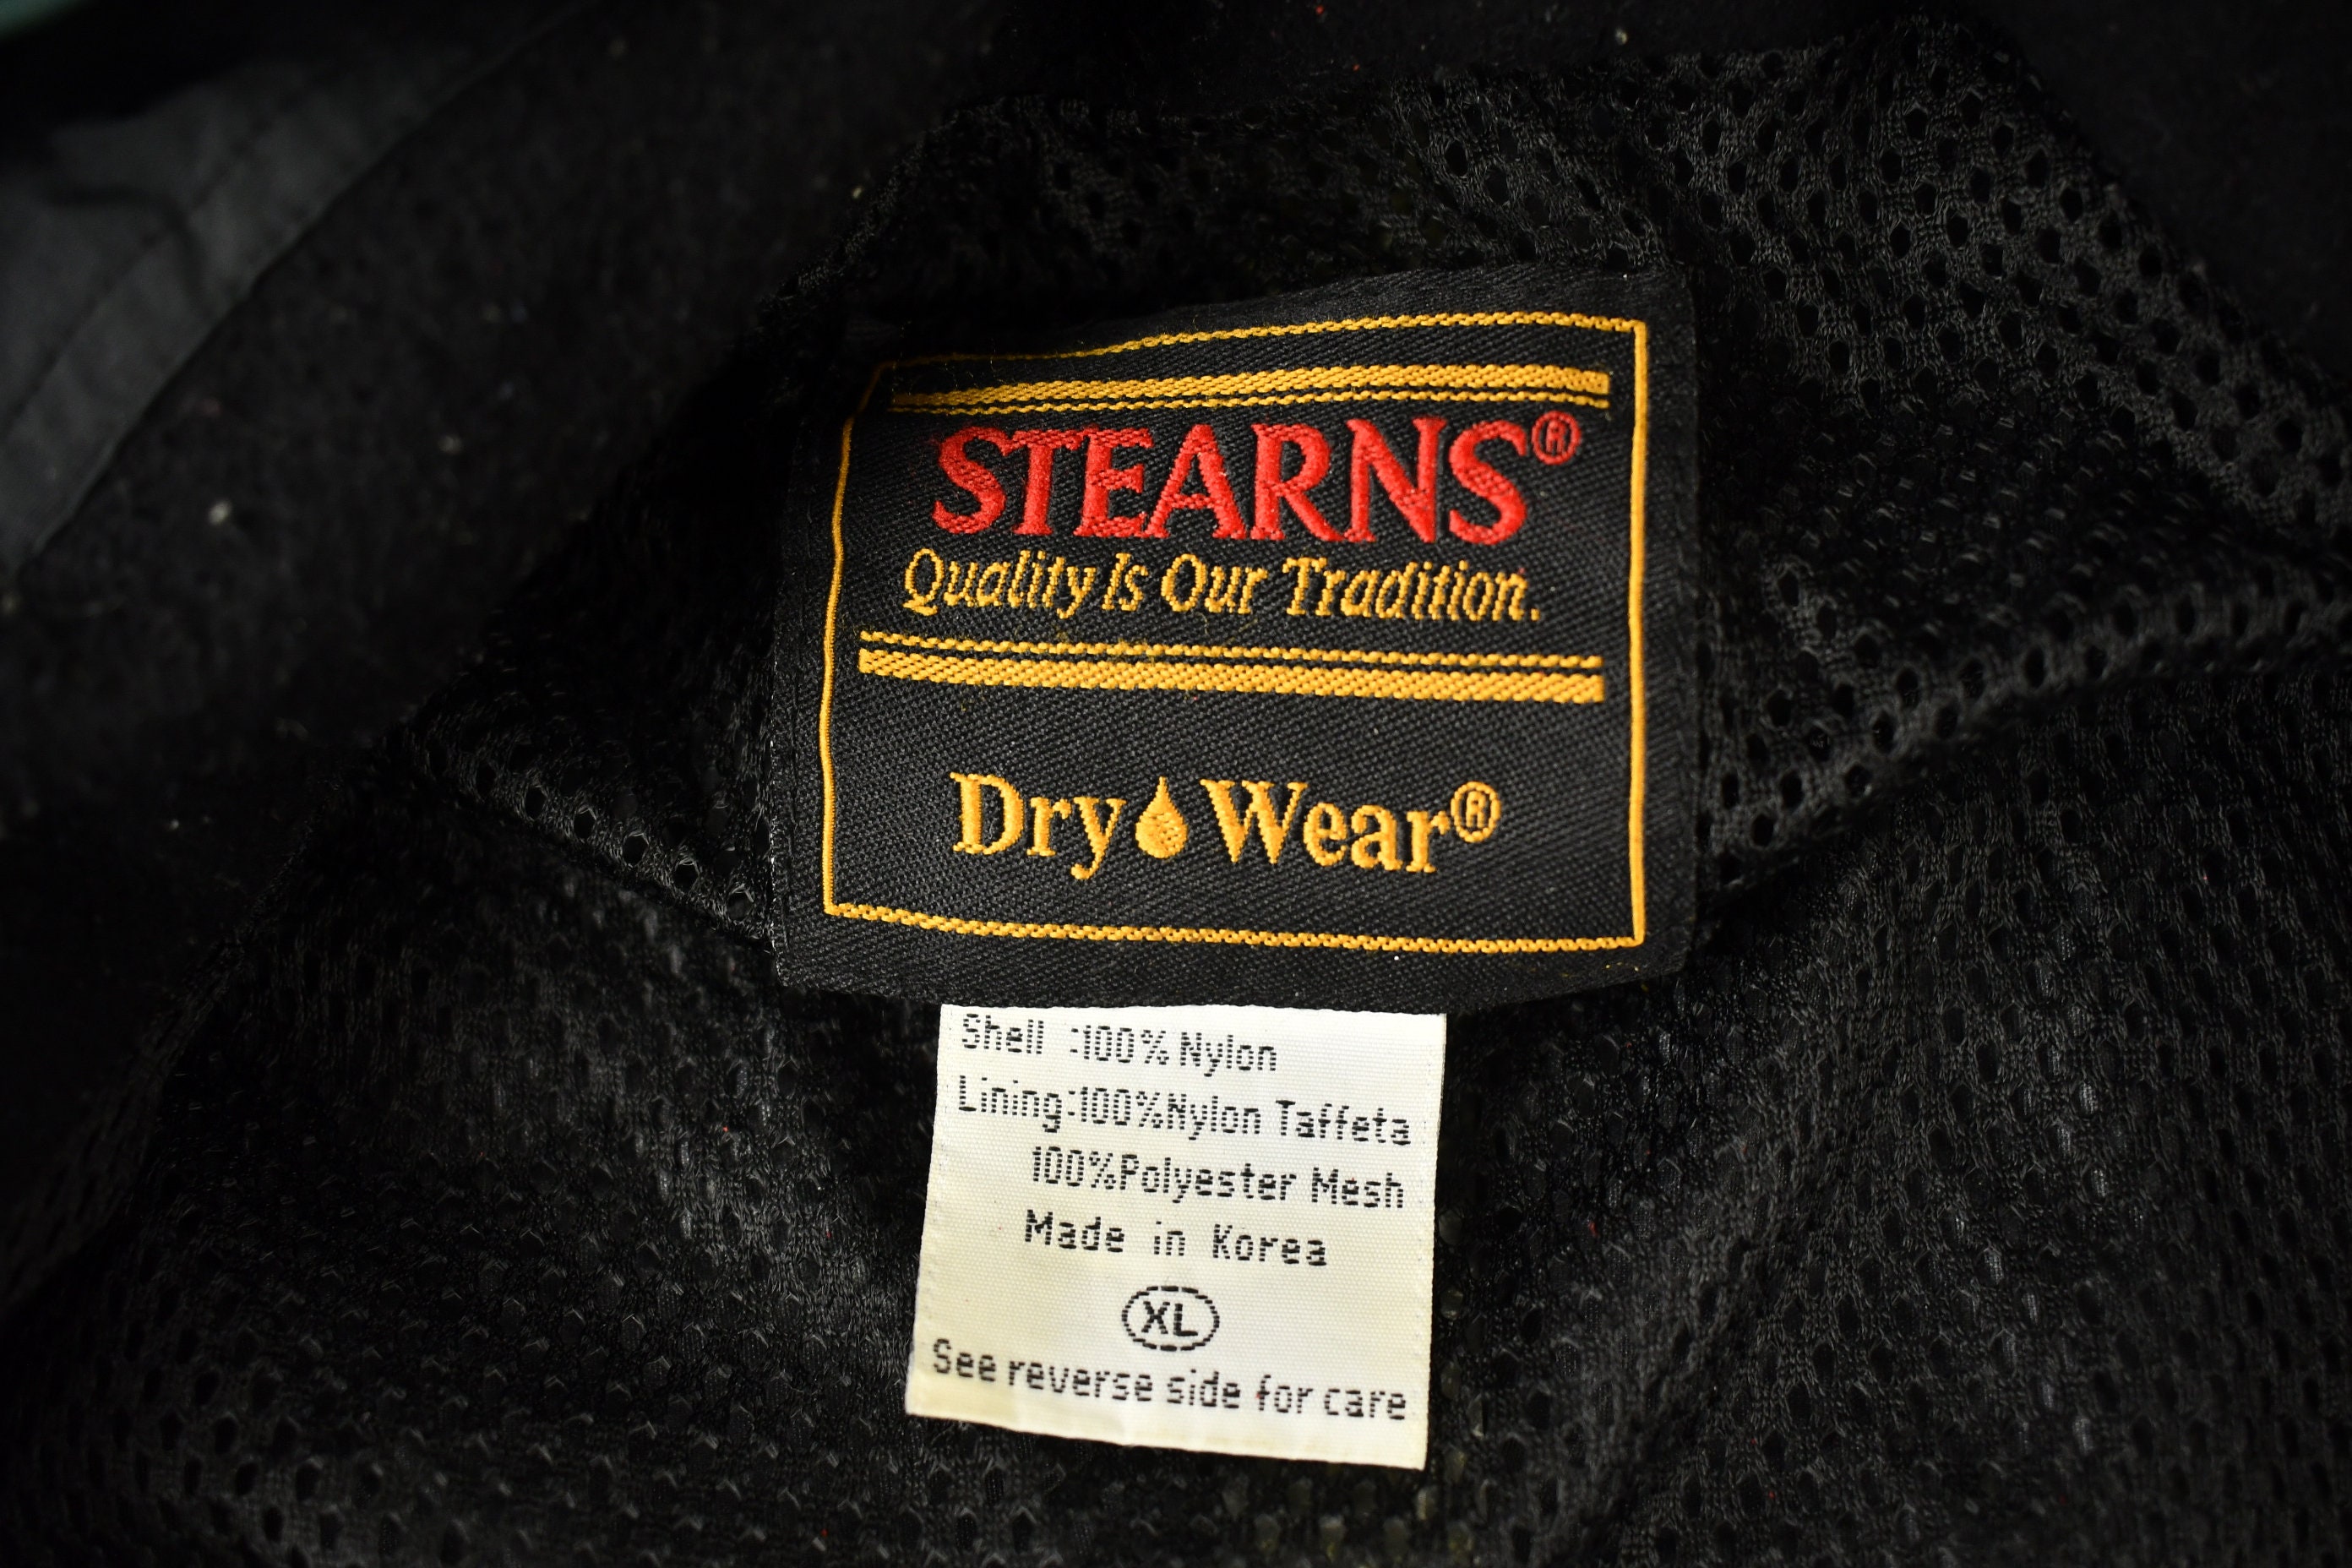 STEARNS®
Quality Is Our Tradition.
Dry Wear®
Shell :100% Nylon
Lining:100%Nylon Taffeta
100%Polyester Mesh
Made in Korea
XL
See reverse side for care